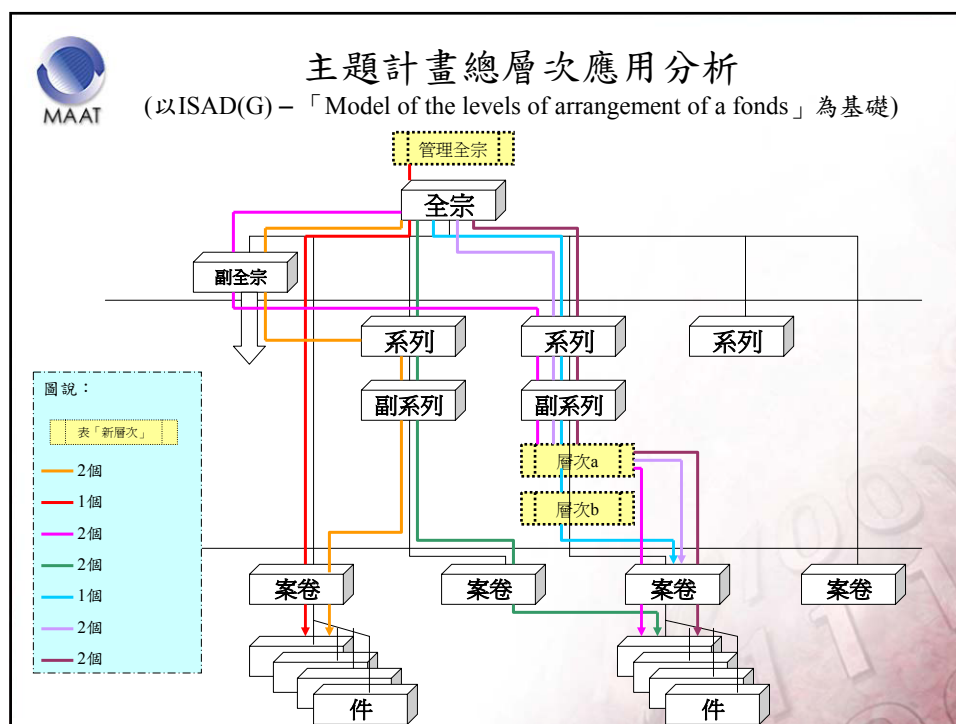 MAAT
主題計畫總層次應用分析
(以ISAD(G) – 「Model of the levels of arrangement of a fonds」為基礎)
管理全宗
全宗
副全宗
系列
系列
系列
副系列
副系列
圖說：
表「新層次」
2個
1個
2個
2個
1個
2個
2個
層次a
層次b
案卷
案卷
案卷
案卷
件
件